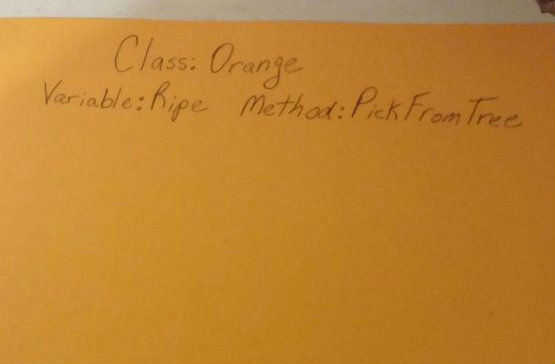 Class: Orange
Variable: Ripe Method: PickFromTree